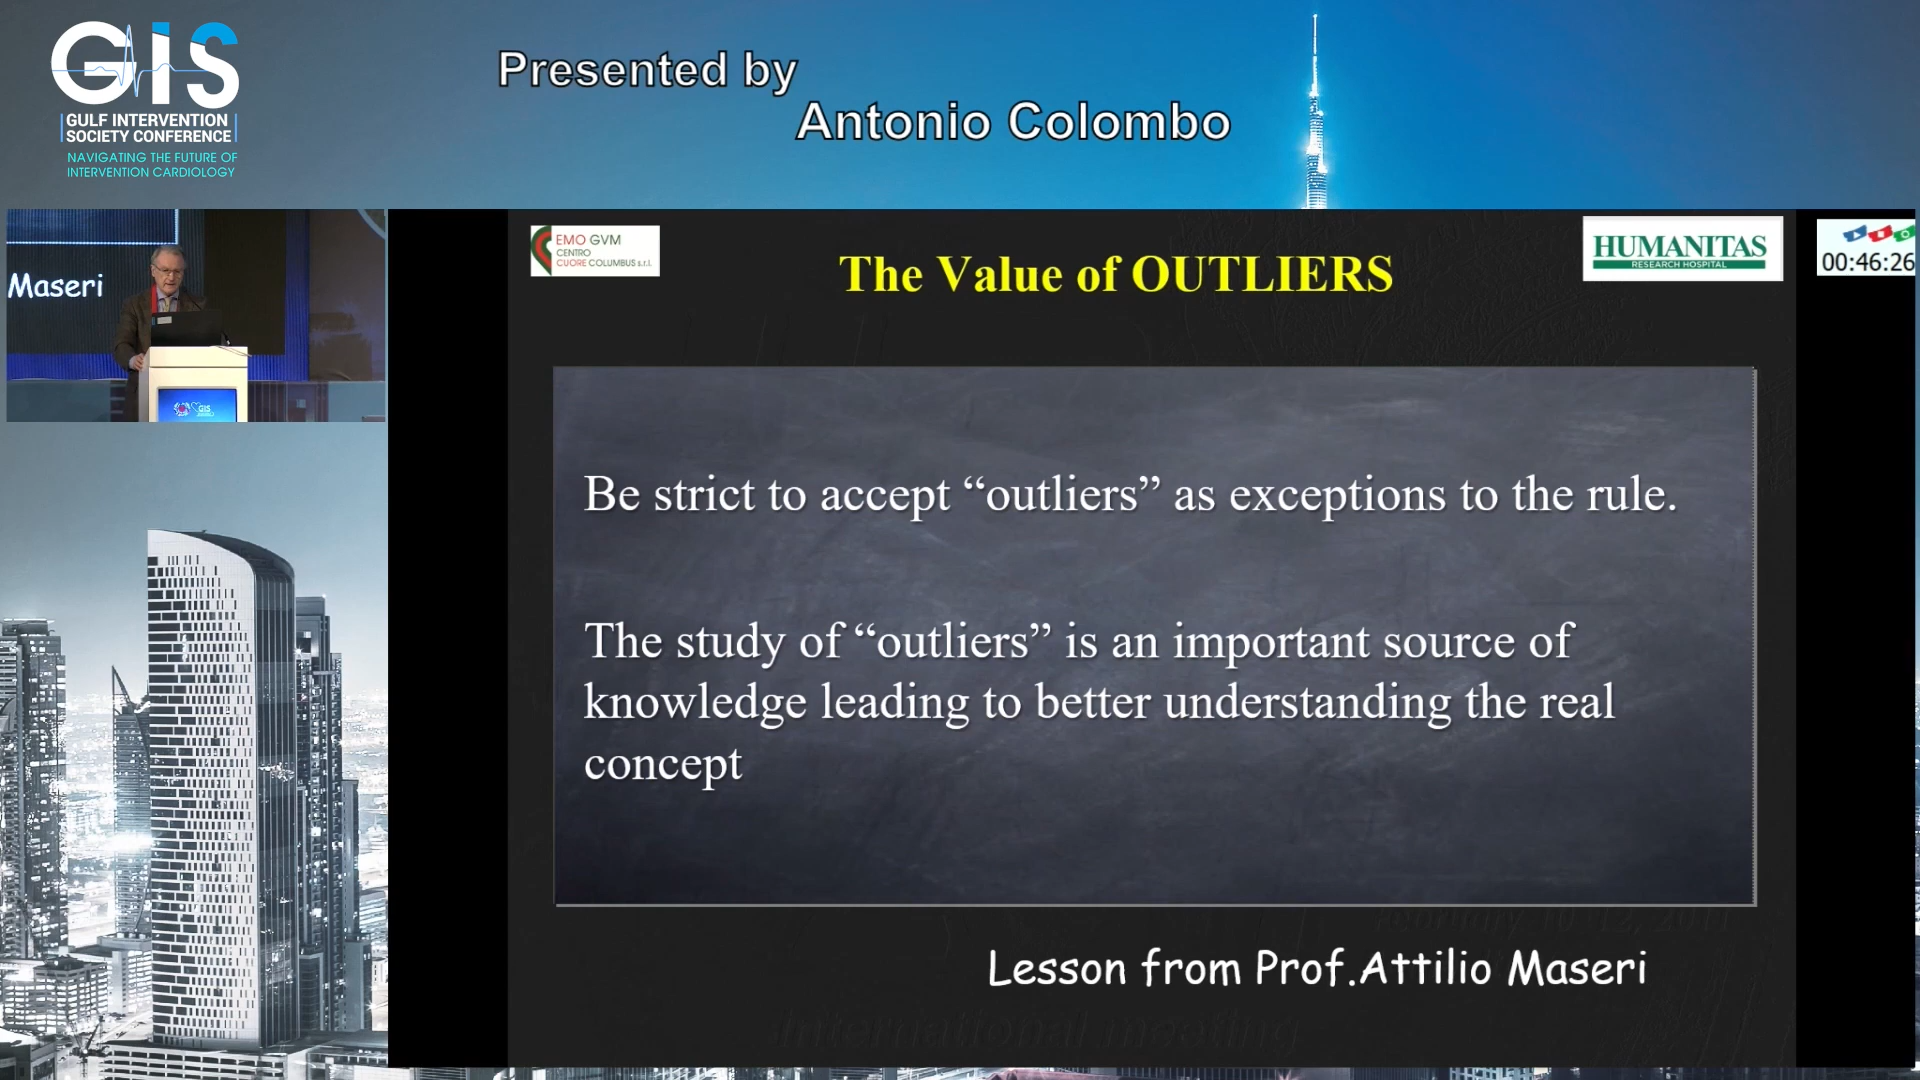 GIS
GULF INTERVENTION
SOCIETY CONFERENCE
NAVIGATING THE FUTURE OF
INTERVENTION CARDIOLOGY
Presented by
Antonio Colombo
Maseri
GIS
EMO GVM
CENTRO
CUORE COLUMBUS s.r.l.
The Value of OUTLIERS
HUMANITAS
RESEARCH HOSPITAL
00:46:26
Be strict to accept “outliers” as exceptions to the rule.
The study of “outliers” is an important source of
knowledge leading to better understanding the real
concept
Lesson from Prof.Attilio Maseri
international meeting